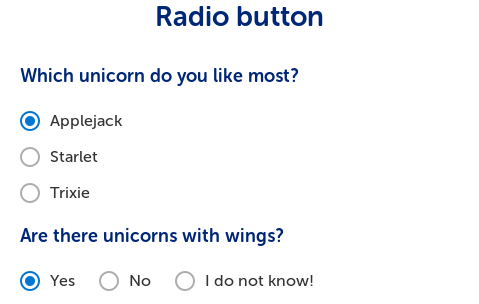 Radio button
Which unicorn do you like most?
Applejack
Starlet
Trixie
Are there unicorns with wings?
Yes No I do not know!